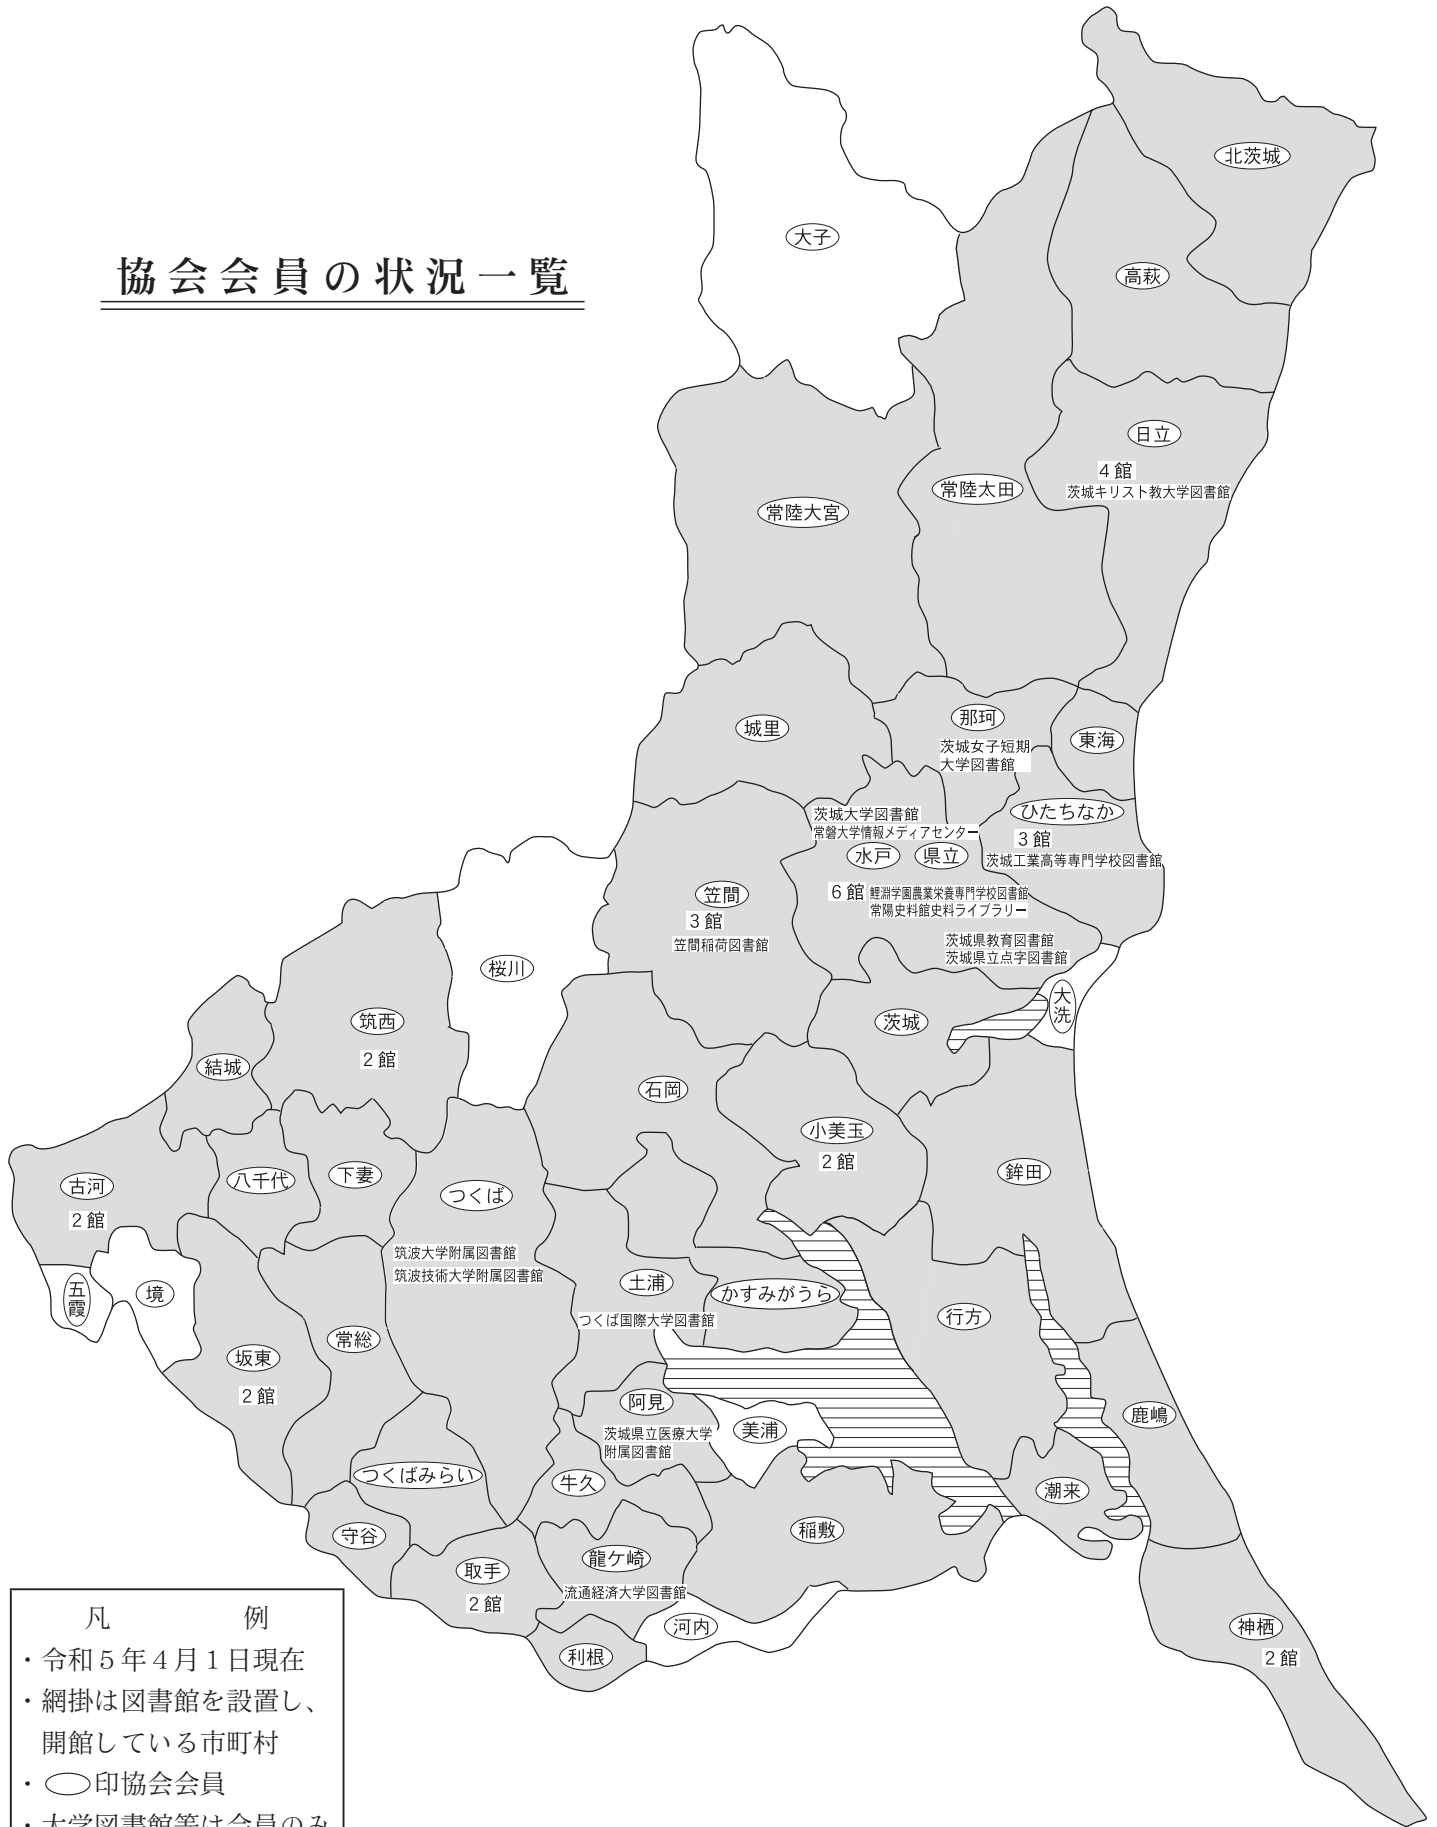 協会会員の状況一覧
北茨城
大子
高萩
日立
4館
茨城キリスト教大学図書館
常陸太田
常陸大宮
城里
那珂
茨城女子短期
大学図書館
東海
ひたちなか
3館
茨城工業高等専門学校図書館
茨城大学図書館
常磐大学情報メディアセンター
水戸
県立
6館
鯉淵学園農業栄養専門学校図書館
常陽史料館史料ライブラリー
茨城県教育図書館
茨城県立点字図書館
笠間
3館
笠間稲荷図書館
桜川
大洗
茨城
筑西
2館
結城
石岡
小美玉
2館
鉾田
古河
2館
八千代
下妻
つくば
筑波大学附属図書館
筑波技術大学附属図書館
土浦
つくば国際大学図書館
かすみがうら
行方
五霞
境
坂東
2館
常総
阿見
茨城県立医療大学
附属図書館
美浦
鹿嶋
つくばみらい
牛久
潮来
守谷
取手
2館
龍ケ崎
流通経済大学図書館
稲敷
河内
利根
神栖
2館
凡例
・令和5年4月1日現在
・網掛は図書館を設置し、
開館している市町村
・印協会会員
・大学図書館等は会員のみ